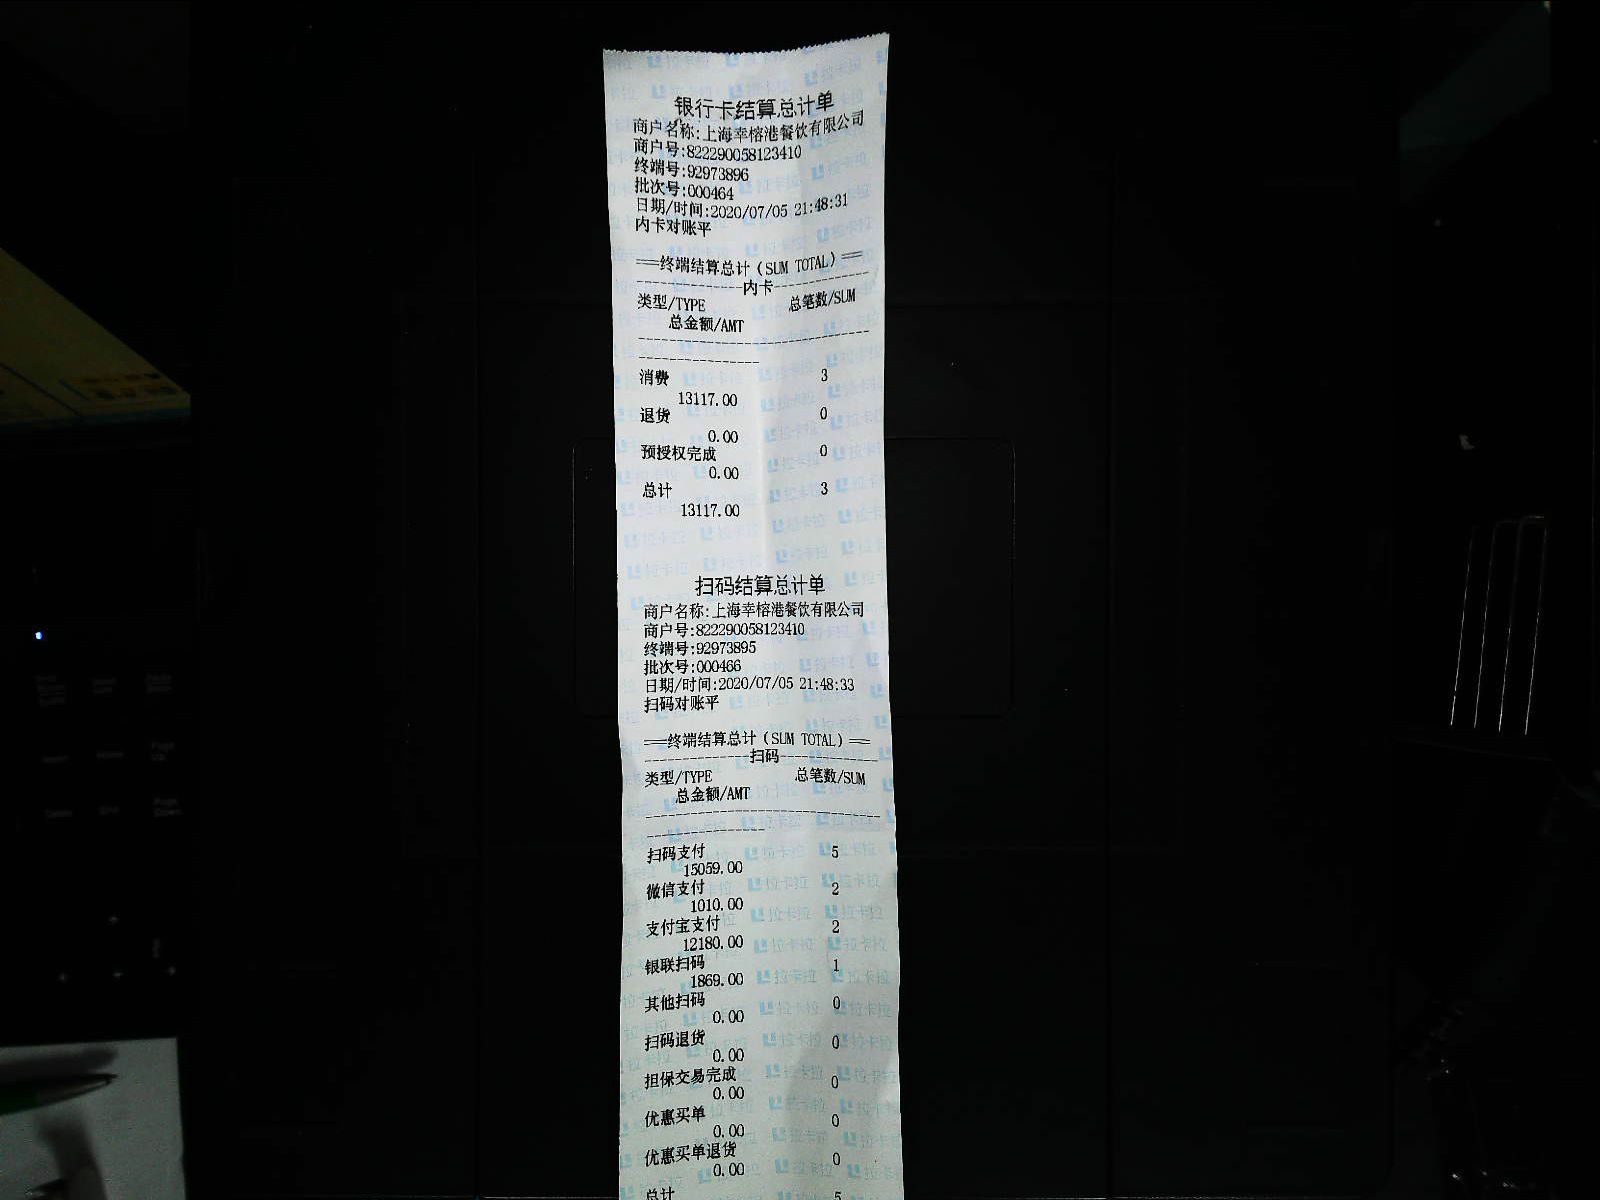 银行卡结算总计单
商户名称:上海幸榕港餐饮有限公司
商户号:822290058123410
终端号:92973896
批次号:000464
日期/时间:2020/07/05 21:48:31
内卡对账平
==终端结算总计(SUM TOTAL)==
--------------内卡--------------
类型/TYPE 总笔数/SUM
总金额/AMT
消费 3
13117.00
退货 0
0.00
预授权完成 0
0.00
总计 3
13117.00
扫码结算总计单
商户名称:上海幸榕港餐饮有限公司
商户号:822290058123410
终端号:92973895
批次号:000466
日期/时间:2020/07/05 21:48:33
扫码对账平
==终端结算总计(SUM TOTAL)==
--------------扫码--------------
类型/TYPE 总笔数/SUM
总金额/AMT
扫码支付 5
15059.00
微信支付 2
1010.00
支付宝支付 2
12180.00
银联扫码 1
1869.00
其他扫码 0
0.00
扫码退货 0
0.00
担保交易完成 0
0.00
优惠买单 0
0.00
优惠买单退货 0
0.00
总计 5